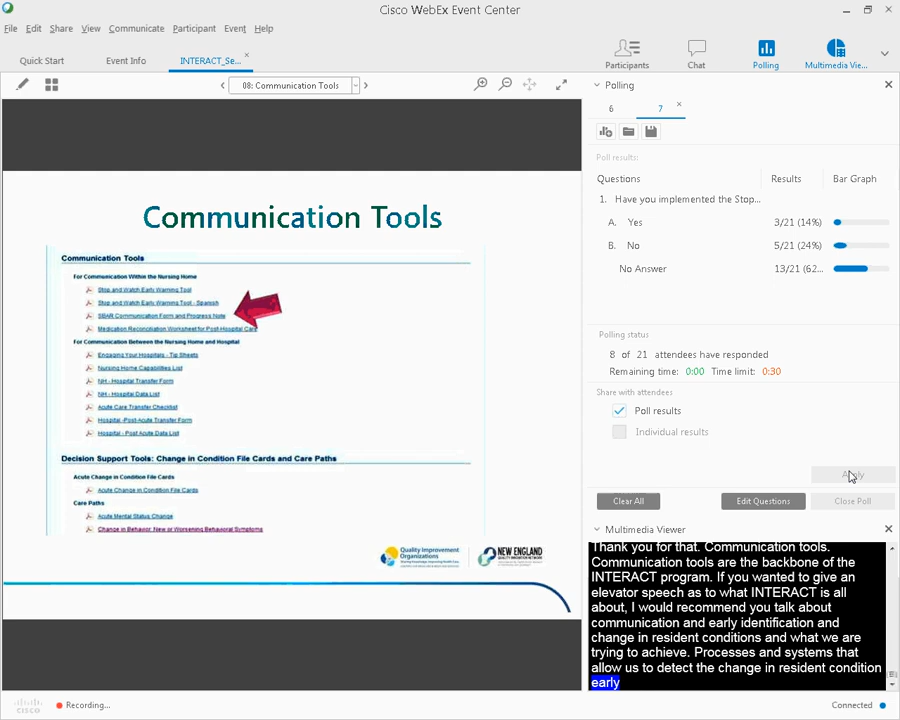 Cisco WebEx Event Center
File Edit Share View Communicate Participant Event Help
Quick Start Event Info INTERACT_Se...
Participants Chat Polling Multimedia Vie...
08: Communication Tools
Polling
6 7
Poll results:
Questions Results Bar Graph
1. Have you implemented the Stop...
A. Yes 3/21 (14%)
B. No 5/21 (24%)
No Answer 13/21 (62...
Polling status
8 of 21 attendees have responded
Remaining time: 0:00 Time limit: 0:30
Share with attendees
Poll results
Individual results
Apply
Clear All Edit Questions Close Poll
Communication Tools
Communication Tools
For Communication Within the Nursing Home
Stop and Watch Early Warning Tool
Stop and Watch Early Warning Tool - Spanish
SBAR Communication Form and Progress Note
Medication Reconciliation Worksheet for Post-Hospital Care
For Communication Between the Nursing Home and Hospital
Engaging Your Hospitals - Tip Sheets
Nursing Home Capabilities List
NH - Hospital Transfer Form
NH - Hospital Data List
Acute Care Transfer Checklist
Hospital -Post-Acute Transfer Form
Hospital - Post Acute Data List
Decision Support Tools: Change in Condition File Cards and Care Paths
Acute Change in Condition File Cards
Acute Change in Condition File Cards
Care Paths
Acute Mental Status Change
Change in Behavior: New or Worsening Behavioral Symptoms
Quality Improvement
Organizations
NEW ENGLAND
Multimedia Viewer
Thank you for that. Communication tools.
Communication tools are the backbone of the
INTERACT program. If you wanted to give an
elevator speech as to what INTERACT is all
about, I would recommend you talk about
communication and early identification and
change in resident conditions and what we are
trying to achieve. Processes and systems that
allow us to detect the change in resident condition
early
cisco
Recording...
Connected